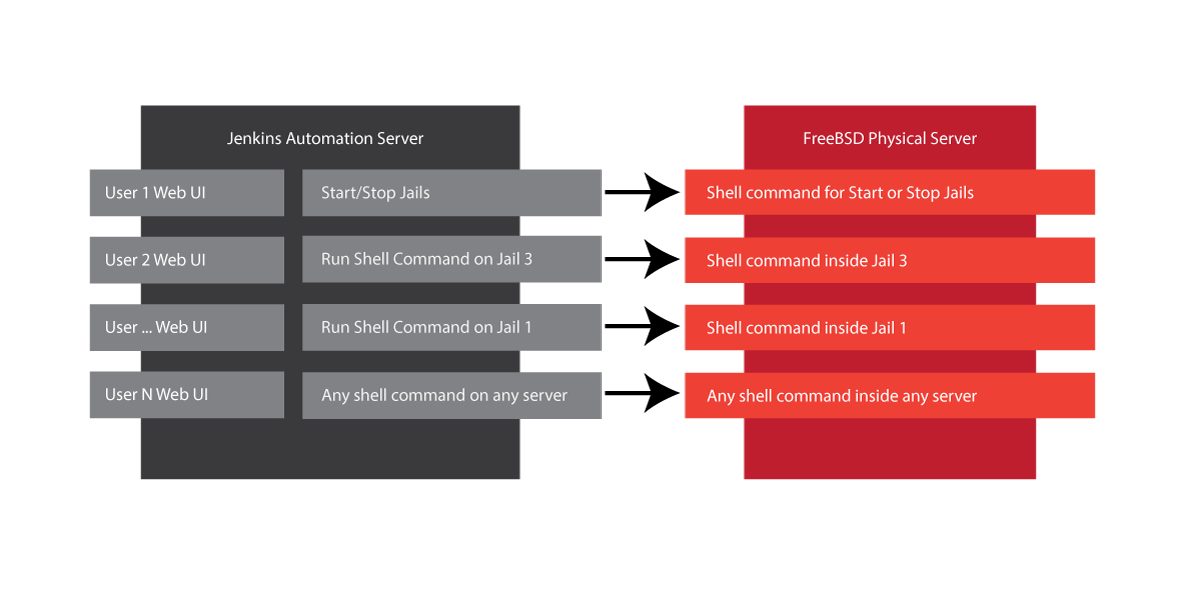 Jenkins Automation Server
FreeBSD Physical Server
User 1 Web UI
Start/Stop Jails
Shell command for Start or Stop Jails
User 2 Web UI
Run Shell Command on Jail 3
Shell command inside Jail 3
User ... Web UI
Run Shell Command on Jail 1
Shell command inside Jail 1
User N Web UI
Any shell command on any server
Any shell command inside any server